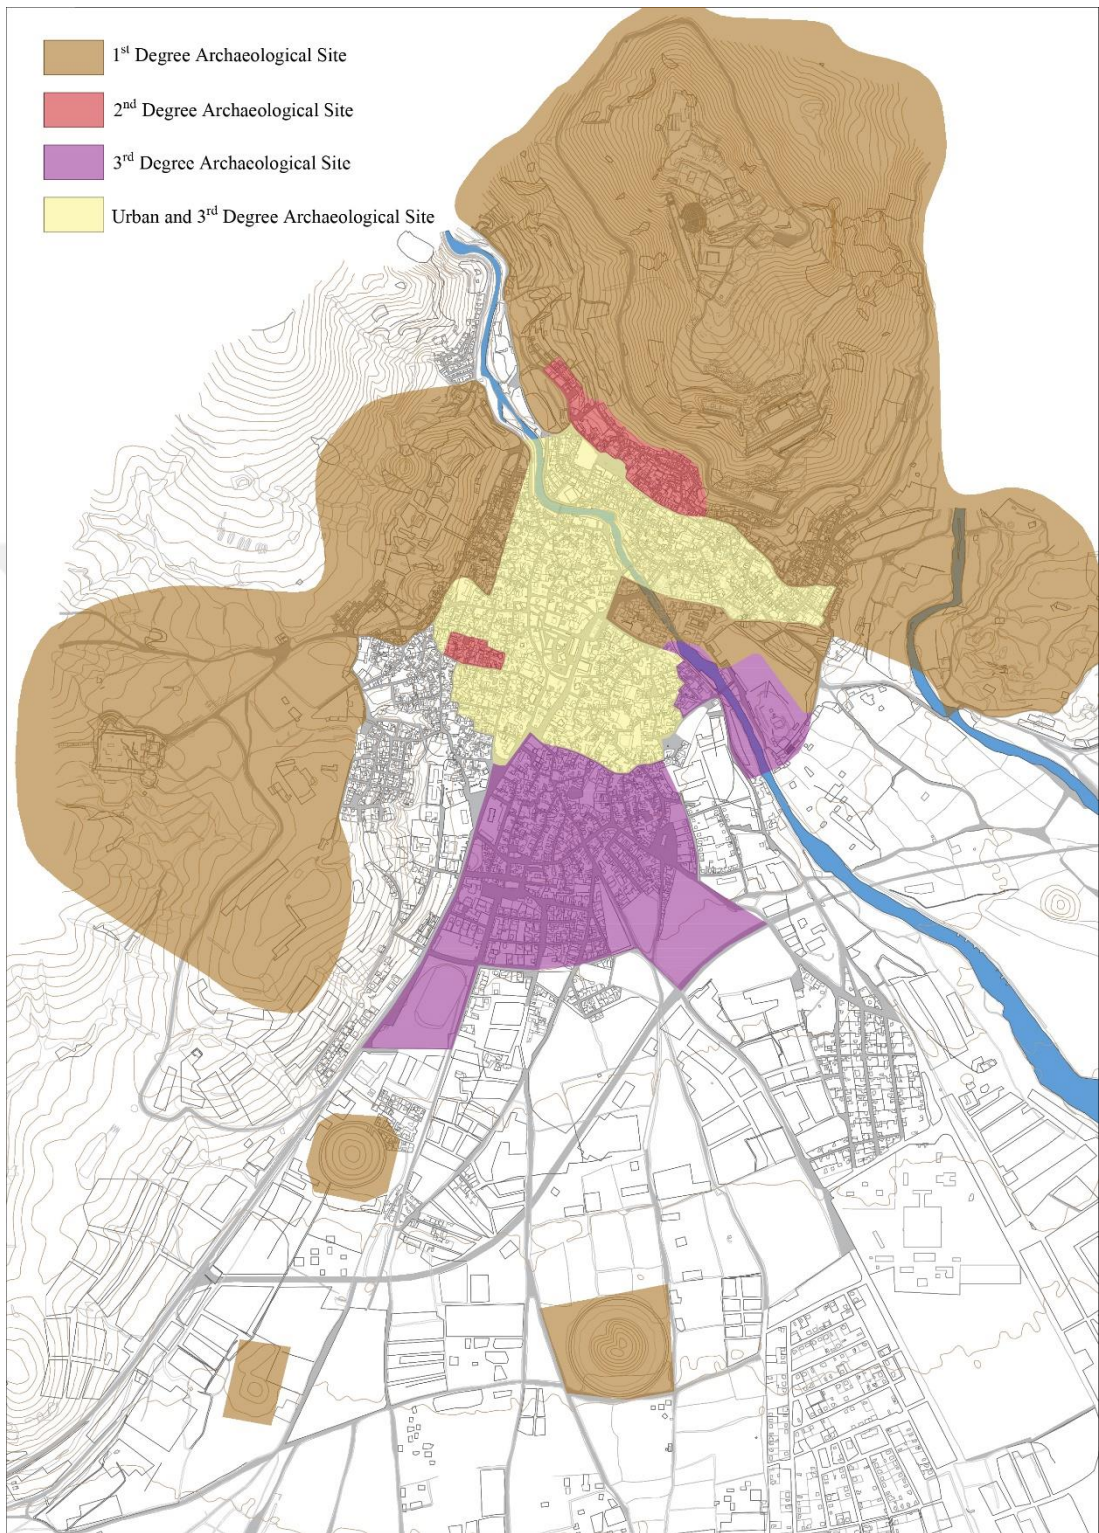 1st Degree Archaeological Site
2nd Degree Archaeological Site
3rd Degree Archaeological Site
Urban and 3rd Degree Archaeological Site